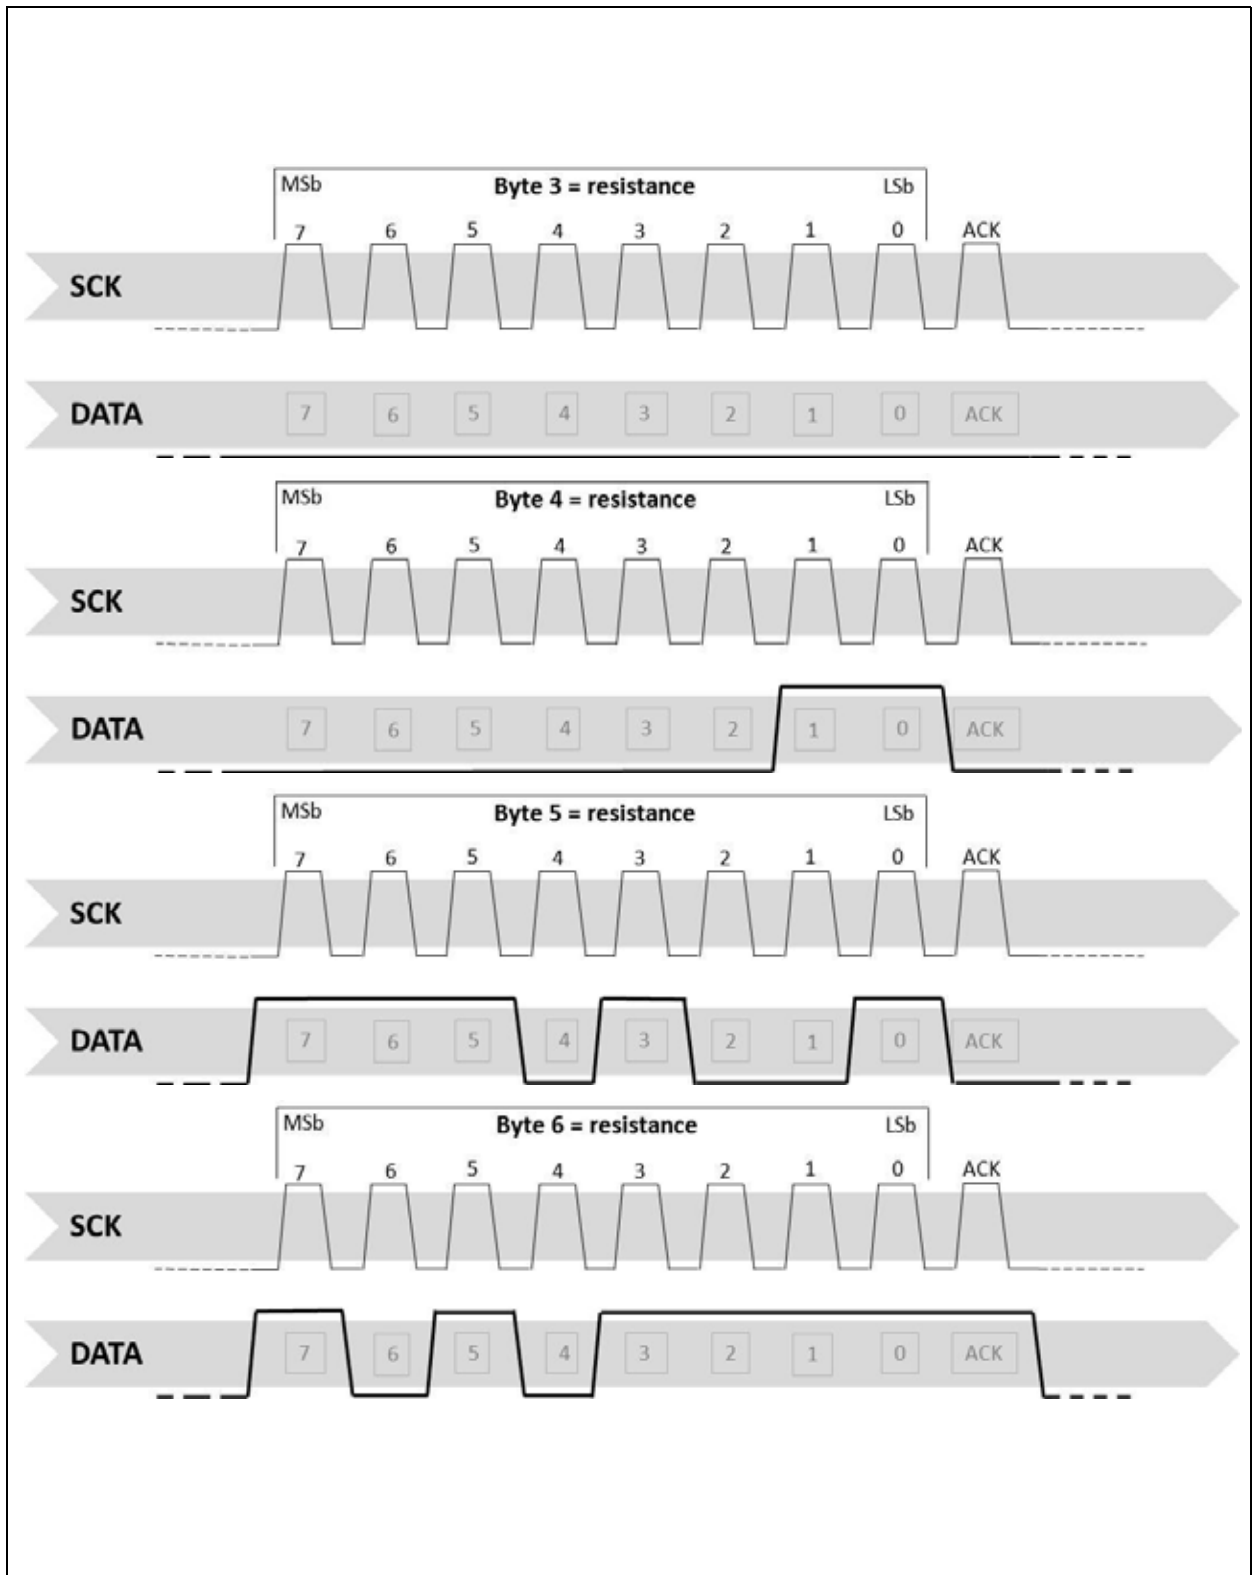 MSb Byte 3 = resistance LSb
7 6 5 4 3 2 1 0 ACK
SCK
DATA 7 6 5 4 3 2 1 0 ACK
MSb Byte 4 = resistance LSb
7 6 5 4 3 2 1 0 ACK
SCK
DATA 7 6 5 4 3 2 1 0 ACK
MSb Byte 5 = resistance LSb
7 6 5 4 3 2 1 0 ACK
SCK
DATA 7 6 5 4 3 2 1 0 ACK
MSb Byte 6 = resistance LSb
7 6 5 4 3 2 1 0 ACK
SCK
DATA 7 6 5 4 3 2 1 0 ACK